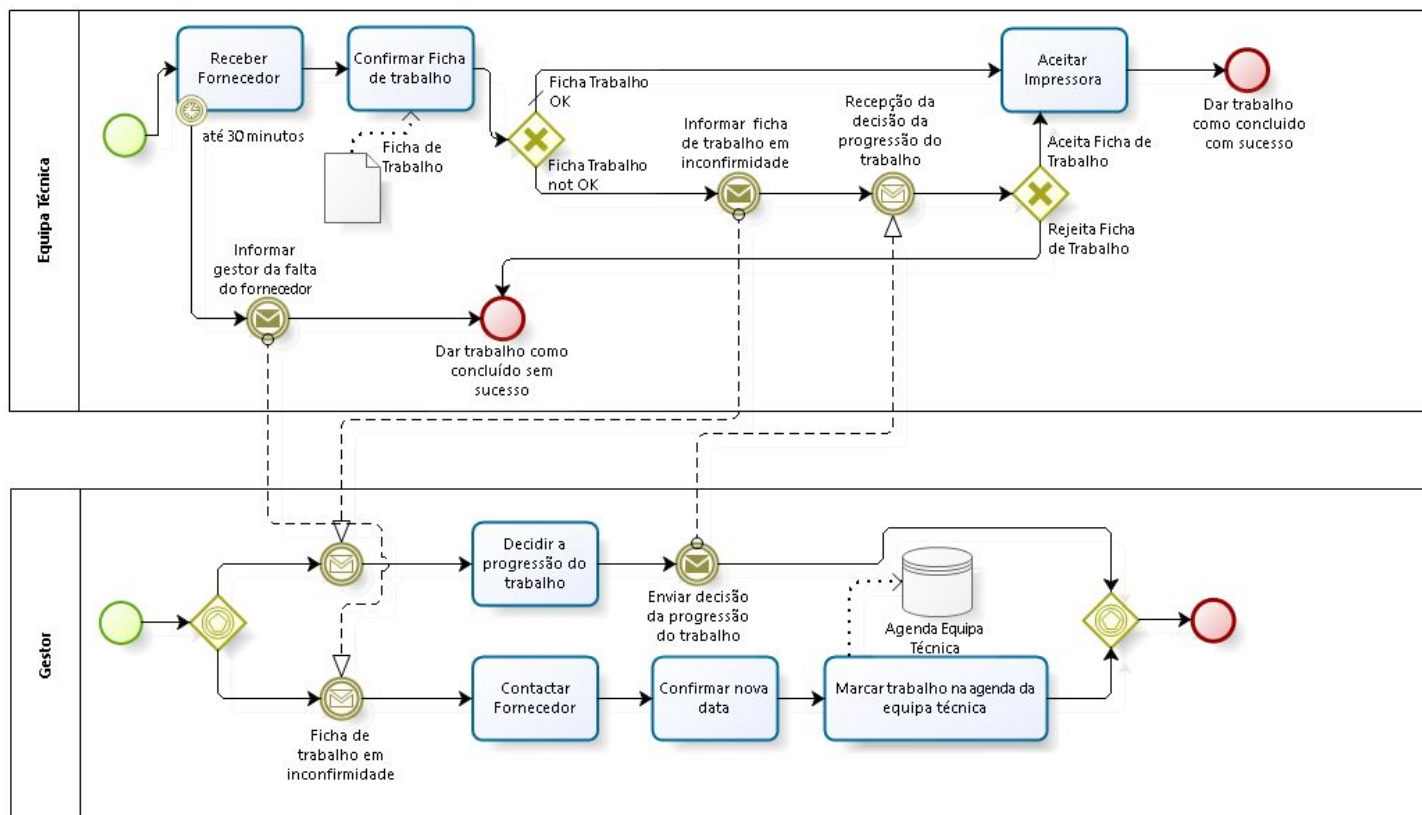 Equipa Técnica
Receber
Fornecedor
até 30 minutos
Confirmar Ficha
de trabalho
Ficha de
Trabalho
Ficha Trabalho
OK
Ficha Trabalho
not OK
Informar ficha
de trabalho em
inconfirmidade
Recepção da
decisão da
progressão do
trabalho
Aceitar
Impressora
Aceita Ficha de
Trabalho
Rejeita Ficha
de Trabalho
Dar trabalho
como concluido
com sucesso
Informar
gestor da falta
do fornecedor
Dar trabalho como
concluído sem
sucesso
Gestor
Decidir a
progressão do
trabalho
Enviar decisão
da progressão
do trabalho
Agenda Equipa
Técnica
Ficha de
trabalho em
inconfirmidade
Contactar
Fornecedor
Confirmar nova
data
Marcar trabalho na agenda da
equipa técnica